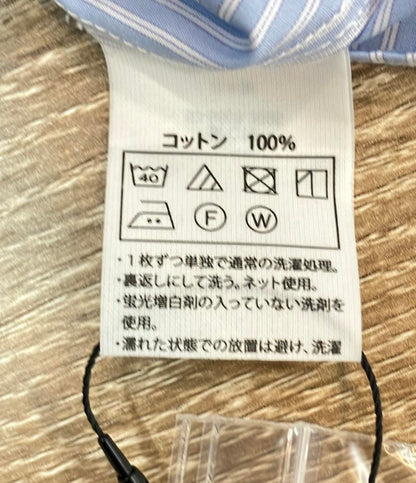 コットン 100%
40
F W
・1枚ずつ単独で通常の洗濯処理。
・裏返しにして洗う。ネット使用。
・蛍光増白剤の入っていない洗剤を
使用。
・濡れた状態での放置は避け、洗濯